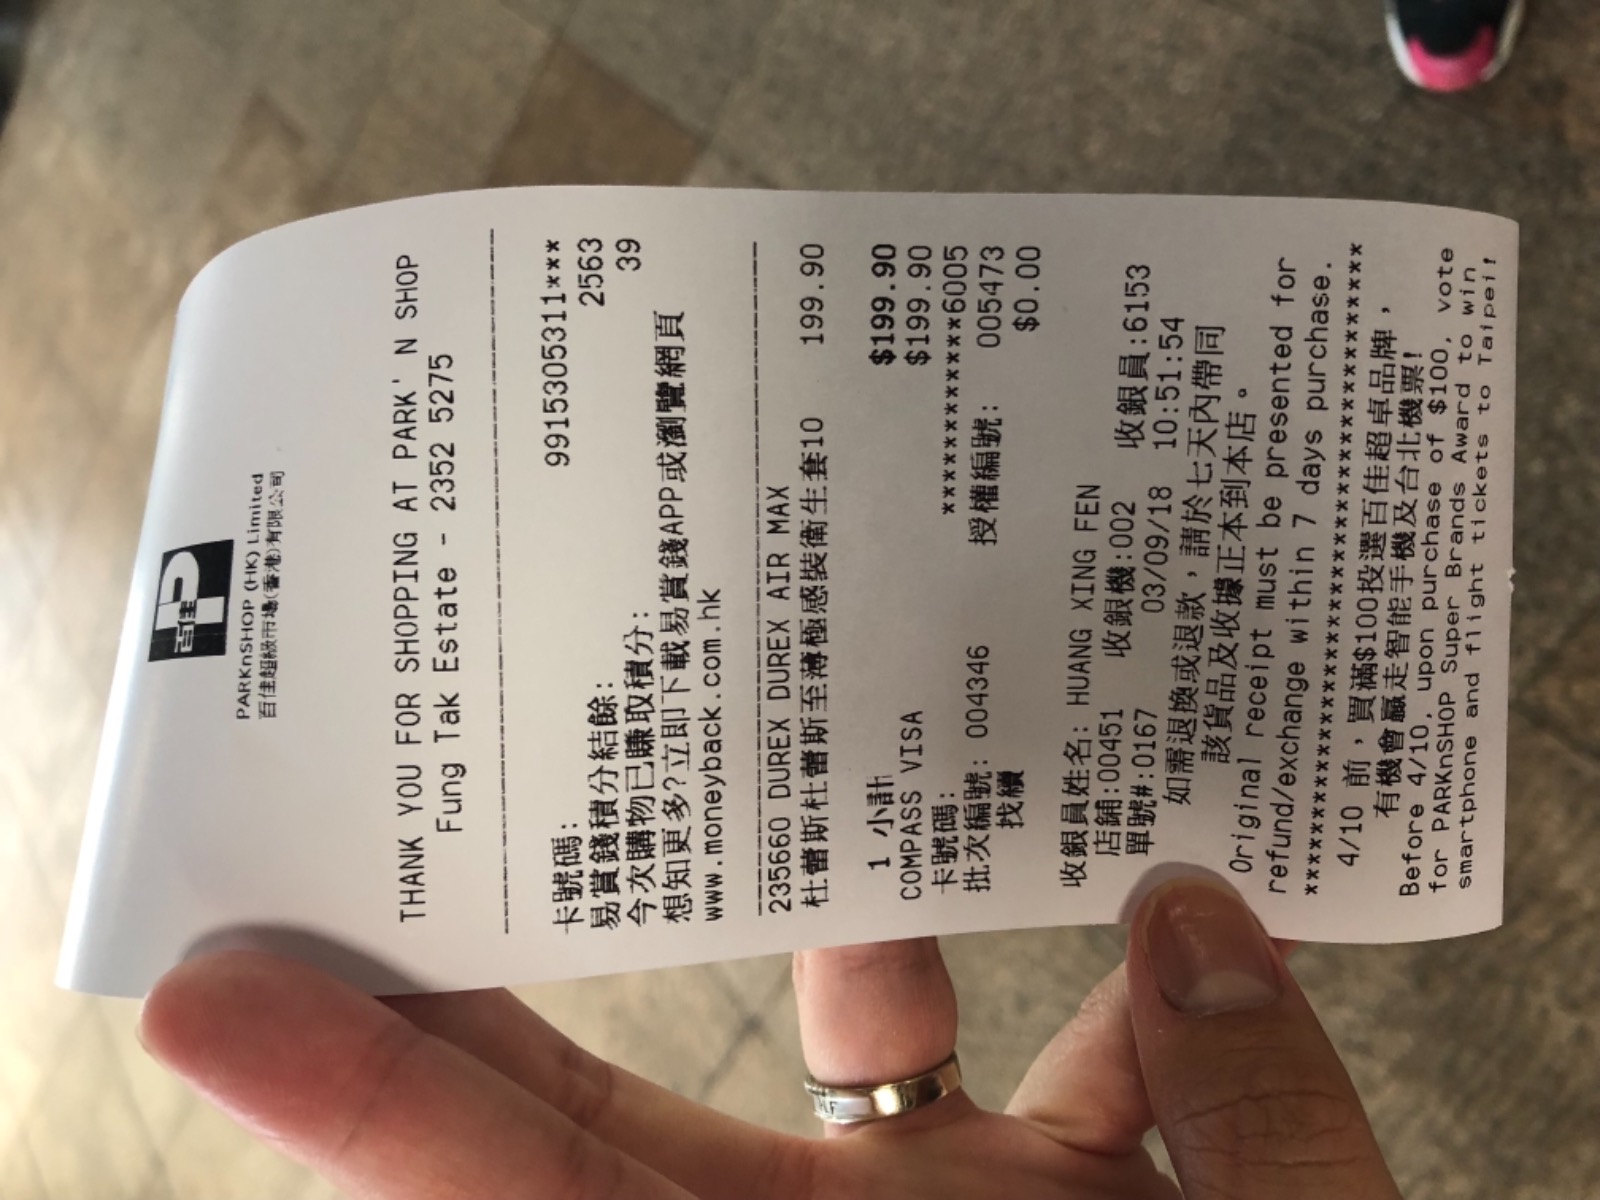 百佳
PARKnSHOP (HK) Limited
百佳超級市場(香港)有限公司
THANK YOU FOR SHOPPING AT PARK'N SHOP
Fung Tak Estate - 2352 5275
卡號碼: 9915305311***
易賞錢積分結餘: 2563
今次購物已賺取積分: 39
想知更多?立即下載易賞錢APP或瀏覽網頁
www.moneyback.com.hk
235660 DUREX DUREX AIR MAX
杜蕾斯杜蕾斯至薄極感裝衛生套10 199.90
1 小計 $199.90
COMPASS VISA $199.90
卡號碼: ************6005
批次編號: 004346 授權編號: 005473
找續 $0.00
收銀員姓名: HUANG XING FEN
店鋪:00451 收銀機:002 收銀員:6153
單號#:0167 03/09/18 10:51:54
如需退換或退款，請於七天內帶同
該貨品及收據正本到本店。
Original receipt must be presented for
refund/exchange within 7 days purchase.
****************************************
4/10 前，買滿$100投選百佳超卓品牌，
有機會贏走智能手機及台北機票!
Before 4/10, upon purchase of $100, vote
for PARKnSHOP Super Brands Award to win
smartphone and flight tickets to Taipei!